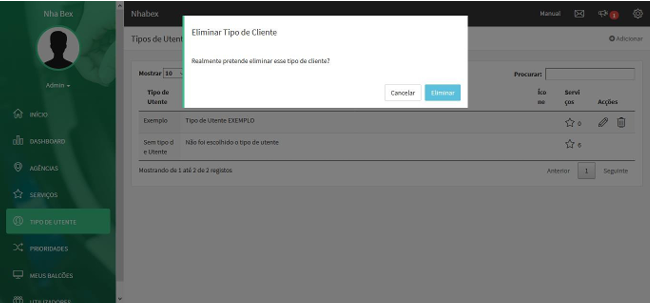 Nha Bex
Nhabex
Manual
Eliminar Tipo de Cliente
Realmente pretende eliminar esse tipo de cliente?
Cancelar
Eliminar
Tipos de Utent
Adicionar
Admin
Mostrar 10
Procurar:
Tipo de
Utente
Íco
ne
Servi
ços
Acções
Exemplo
Tipo de Utente EXEMPLO
0
Sem tipo d
e Utente
Não foi escolhido o tipo de utente
6
Mostrando de 1 até 2 de 2 registos
Anterior
1
Seguinte
INÍCIO
DASHBOARD
AGÊNCIAS
SERVIÇOS
TIPO DE UTENTE
PRIORIDADES
MEUS BALCÕES
UTILIZADORES